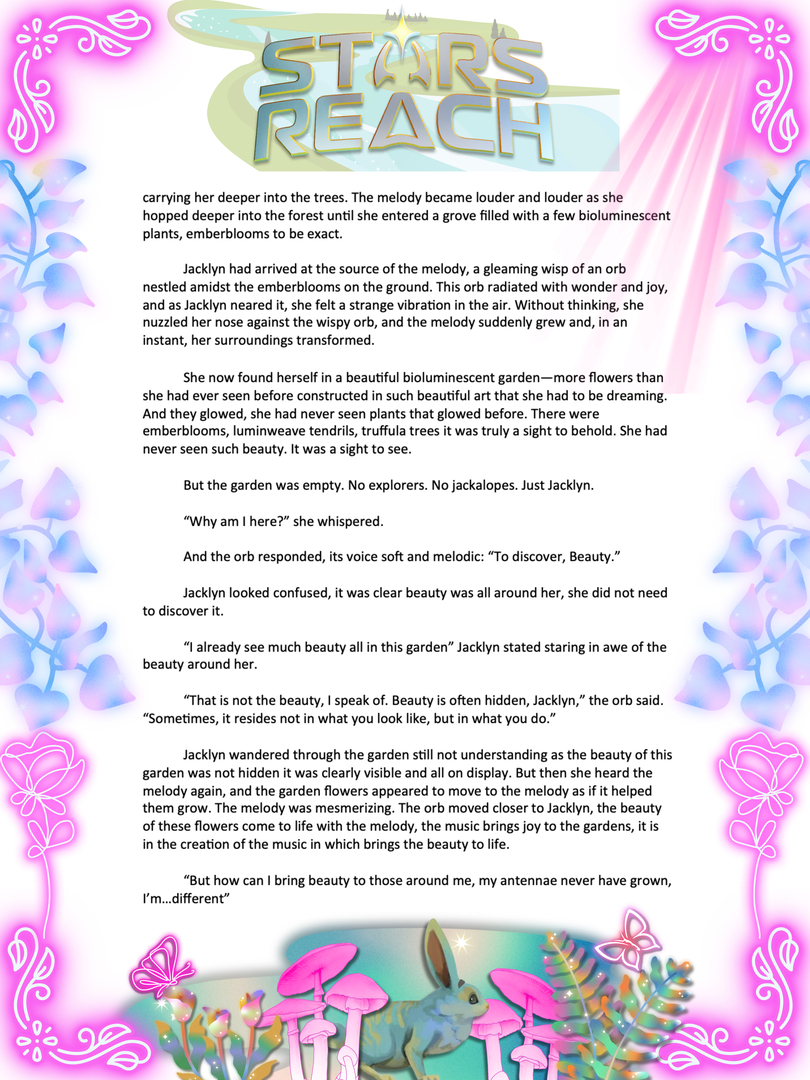 STARS
REACH
carrying her deeper into the trees. The melody became louder and louder as she
hopped deeper into the forest until she entered a grove filled with a few bioluminescent
plants, emberblooms to be exact.
Jacklyn had arrived at the source of the melody, a gleaming wisp of an orb
nestled amidst the emberblooms on the ground. This orb radiated with wonder and joy,
and as Jacklyn neared it, she felt a strange vibration in the air. Without thinking, she
nuzzled her nose against the wispy orb, and the melody suddenly grew and, in an
instant, her surroundings transformed.
She now found herself in a beautiful bioluminescent garden—more flowers than
she had ever seen before constructed in such beautiful art that she had to be dreaming.
And they glowed, she had never seen plants that glowed before. There were
emberblooms, luminweave tendrils, truffula trees it was truly a sight to behold. She had
never seen such beauty. It was a sight to see.
But the garden was empty. No explorers. No jackalopes. Just Jacklyn.
“Why am I here?” she whispered.
And the orb responded, its voice soft and melodic: “To discover, Beauty.”
Jacklyn looked confused, it was clear beauty was all around her, she did not need
to discover it.
“I already see much beauty all in this garden” Jacklyn stated staring in awe of the
beauty around her.
“That is not the beauty, I speak of. Beauty is often hidden, Jacklyn,” the orb said.
“Sometimes, it resides not in what you look like, but in what you do.”
Jacklyn wandered through the garden still not understanding as the beauty of this
garden was not hidden it was clearly visible and all on display. But then she heard the
melody again, and the garden flowers appeared to move to the melody as if it helped
them grow. The melody was mesmerizing. The orb moved closer to Jacklyn, the beauty
of these flowers come to life with the melody, the music brings joy to the gardens, it is
in the creation of the music in which brings the beauty to life.
“But how can I bring beauty to those around me, my antennae never have grown,
I’m…different”